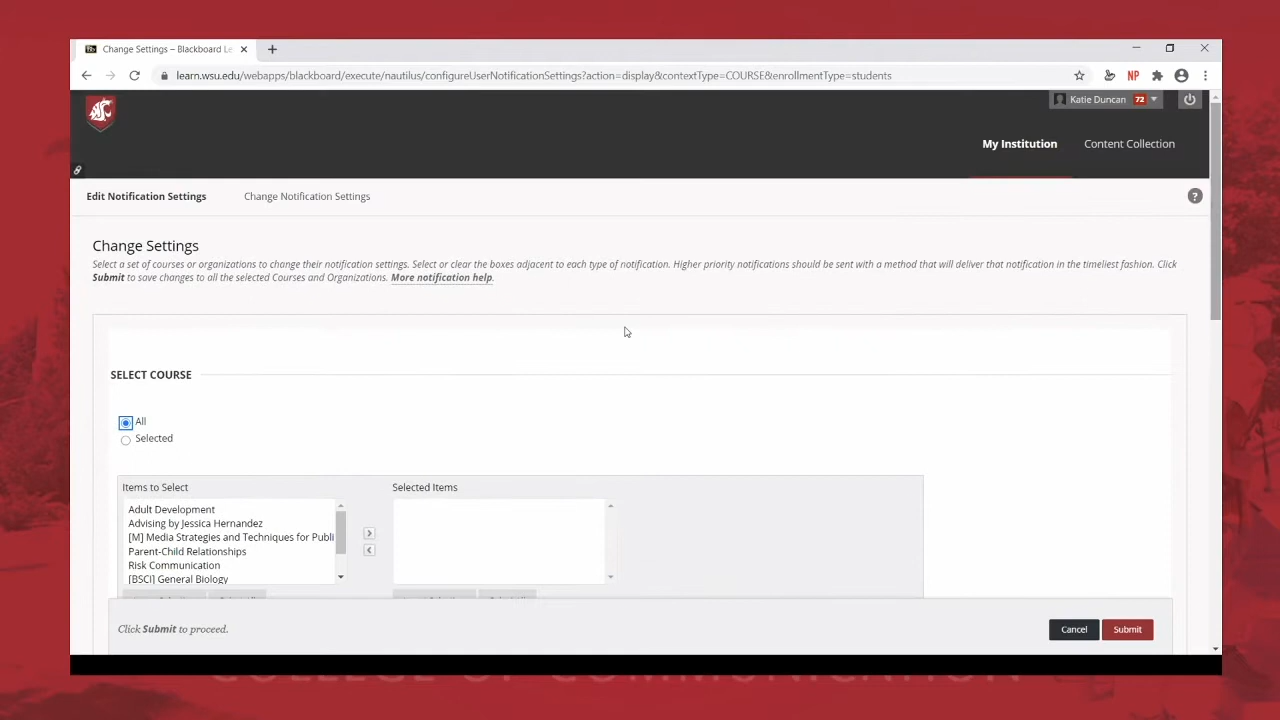 Change Settings – Blackboard Le
learn.wsu.edu/webapps/blackboard/execute/nautilus/configureUserNotificationSettings?action=display&contextType=COURSE&enrollmentType=students
NP
Katie Duncan 72
My Institution
Content Collection
Edit Notification Settings
Change Notification Settings
?
Change Settings
Select a set of courses or organizations to change their notification settings. Select or clear the boxes adjacent to each type of notification. Higher priority notifications should be sent with a method that will deliver that notification in the timeliest fashion. Click
Submit to save changes to all the selected Courses and Organizations. More notification help.
SELECT COURSE
All
Selected
Items to Select
Selected Items
Adult Development
Advising by Jessica Hernandez
[M] Media Strategies and Techniques for Publi
Parent-Child Relationships
Risk Communication
[BSCI] General Biology
Click Submit to proceed.
Cancel
Submit
COLLEGE OF COMMUNICATION